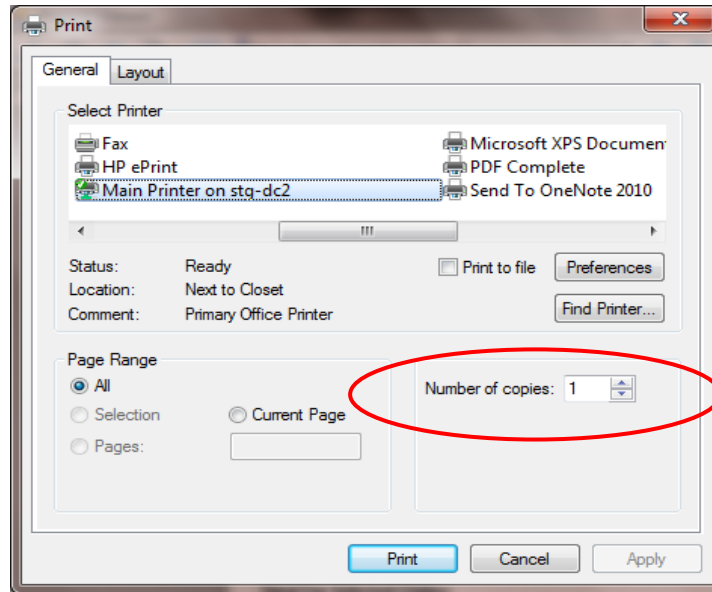 Print
General Layout
Select Printer
Fax Microsoft XPS Documen
HP ePrint PDF Complete
Main Printer on stq-dc2 Send To OneNote 2010
Status: Ready Print to file Preferences
Location: Next to Closet
Comment: Primary Office Printer Find Printer...
Page Range
All Number of copies: 1
Selection Current Page
Pages:
Print Cancel Apply